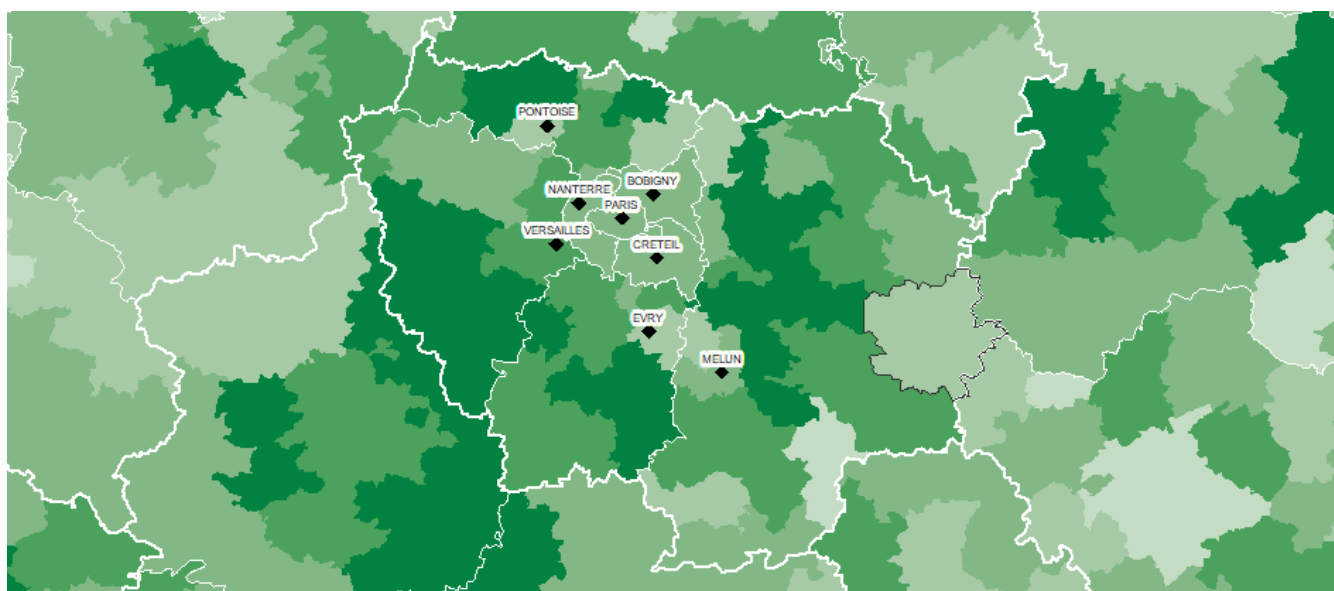 PONTOISE
BOBIGNY
NANTERRE
PARIS
VERSAILLES
CRETEIL
EVRY
MELUN